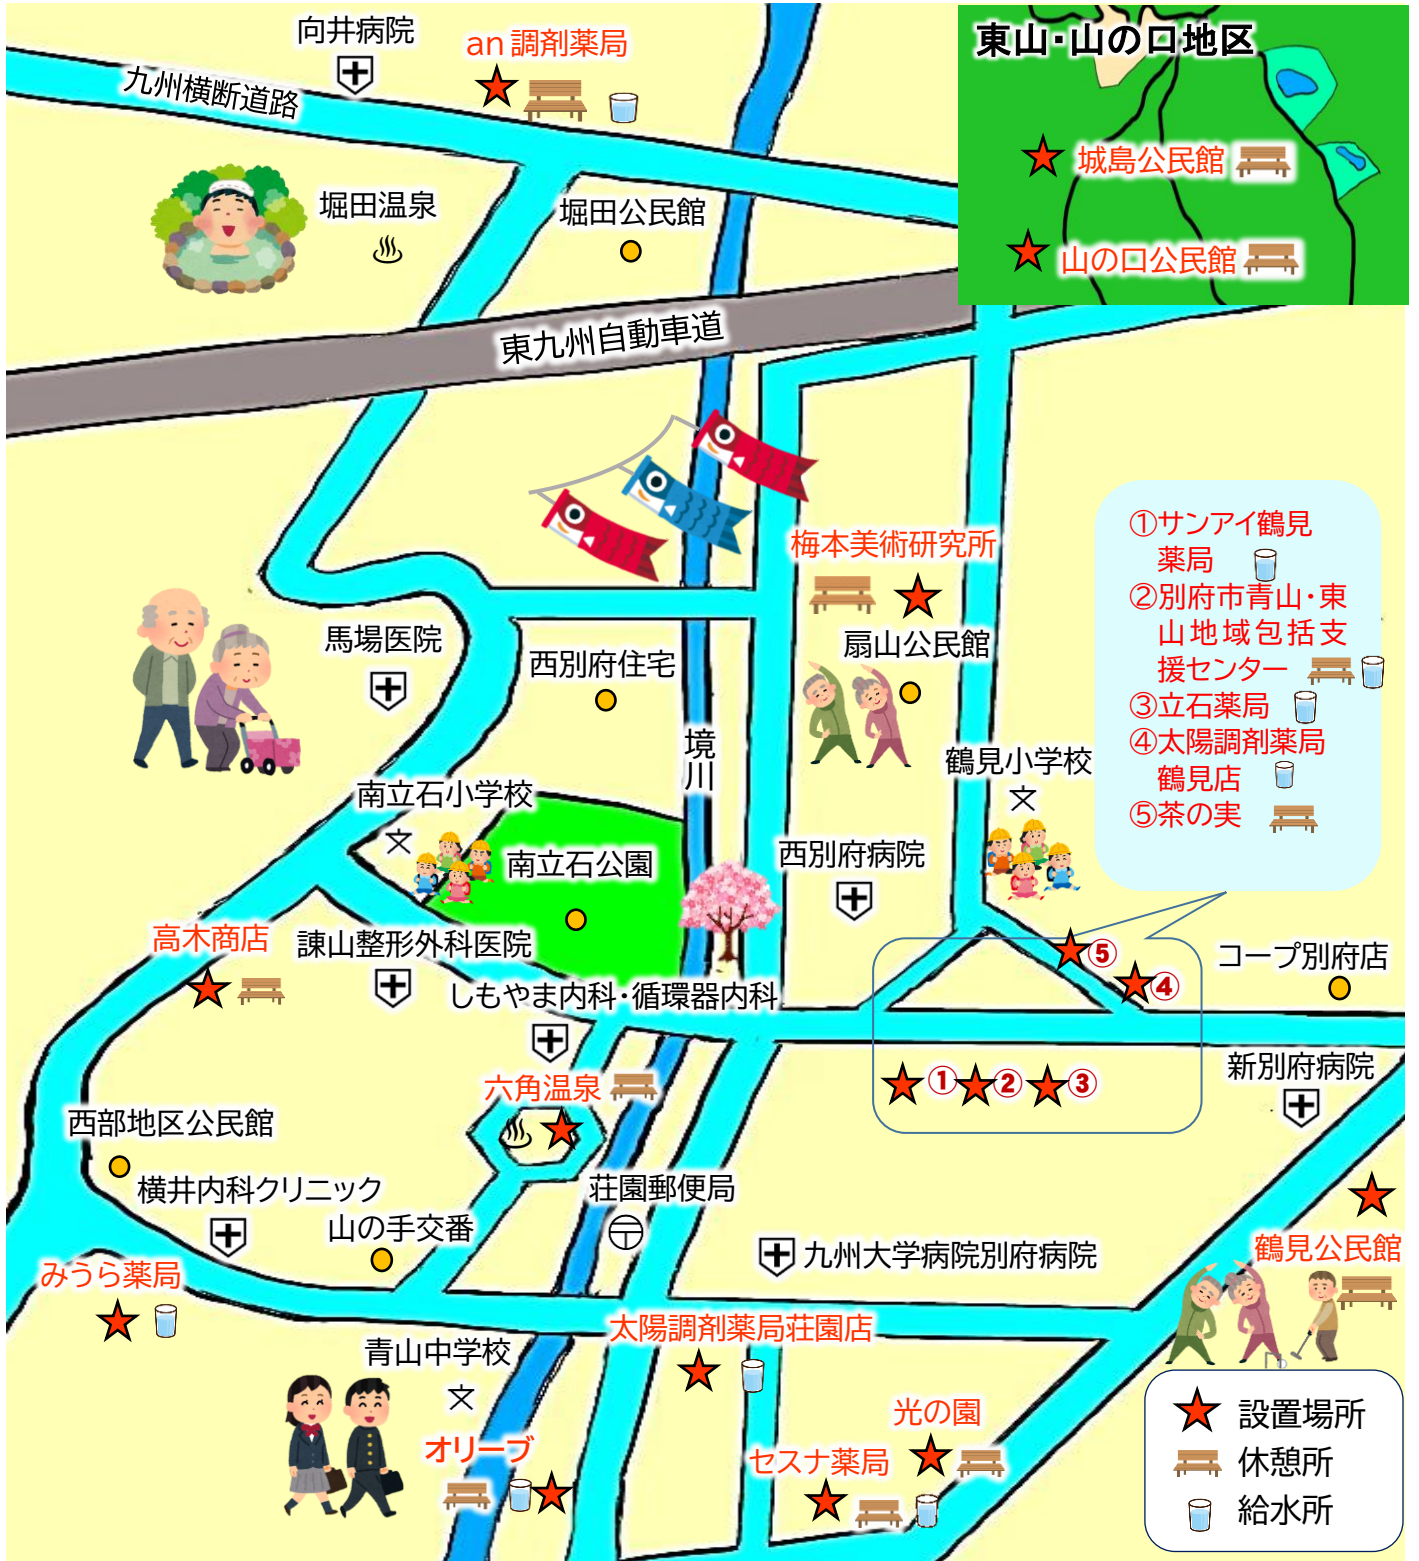 向井病院
an調剤薬局
九州横断道路
東山・山の口地区
城島公民館
山の口公民館
堀田温泉
堀田公民館
東九州自動車道
梅本美術研究所
扇山公民館
①サンアイ鶴見
薬局
②別府市青山・東
山地域包括支
援センター
③立石薬局
④太陽調剤薬局
鶴見店
⑤茶の実
馬場医院
西別府住宅
境川
鶴見小学校
南立石小学校
南立石公園
西別府病院
高木商店
諌山整形外科医院
しもやま内科・循環器内科
⑤
④
コープ別府店
①
②
③
新別府病院
六角温泉
西部地区公民館
横井内科クリニック
山の手交番
荘園郵便局
九州大学病院別府病院
鶴見公民館
みうら薬局
太陽調剤薬局荘園店
青山中学校
オリーブ
光の園
セスナ薬局
設置場所
休憩所
給水所